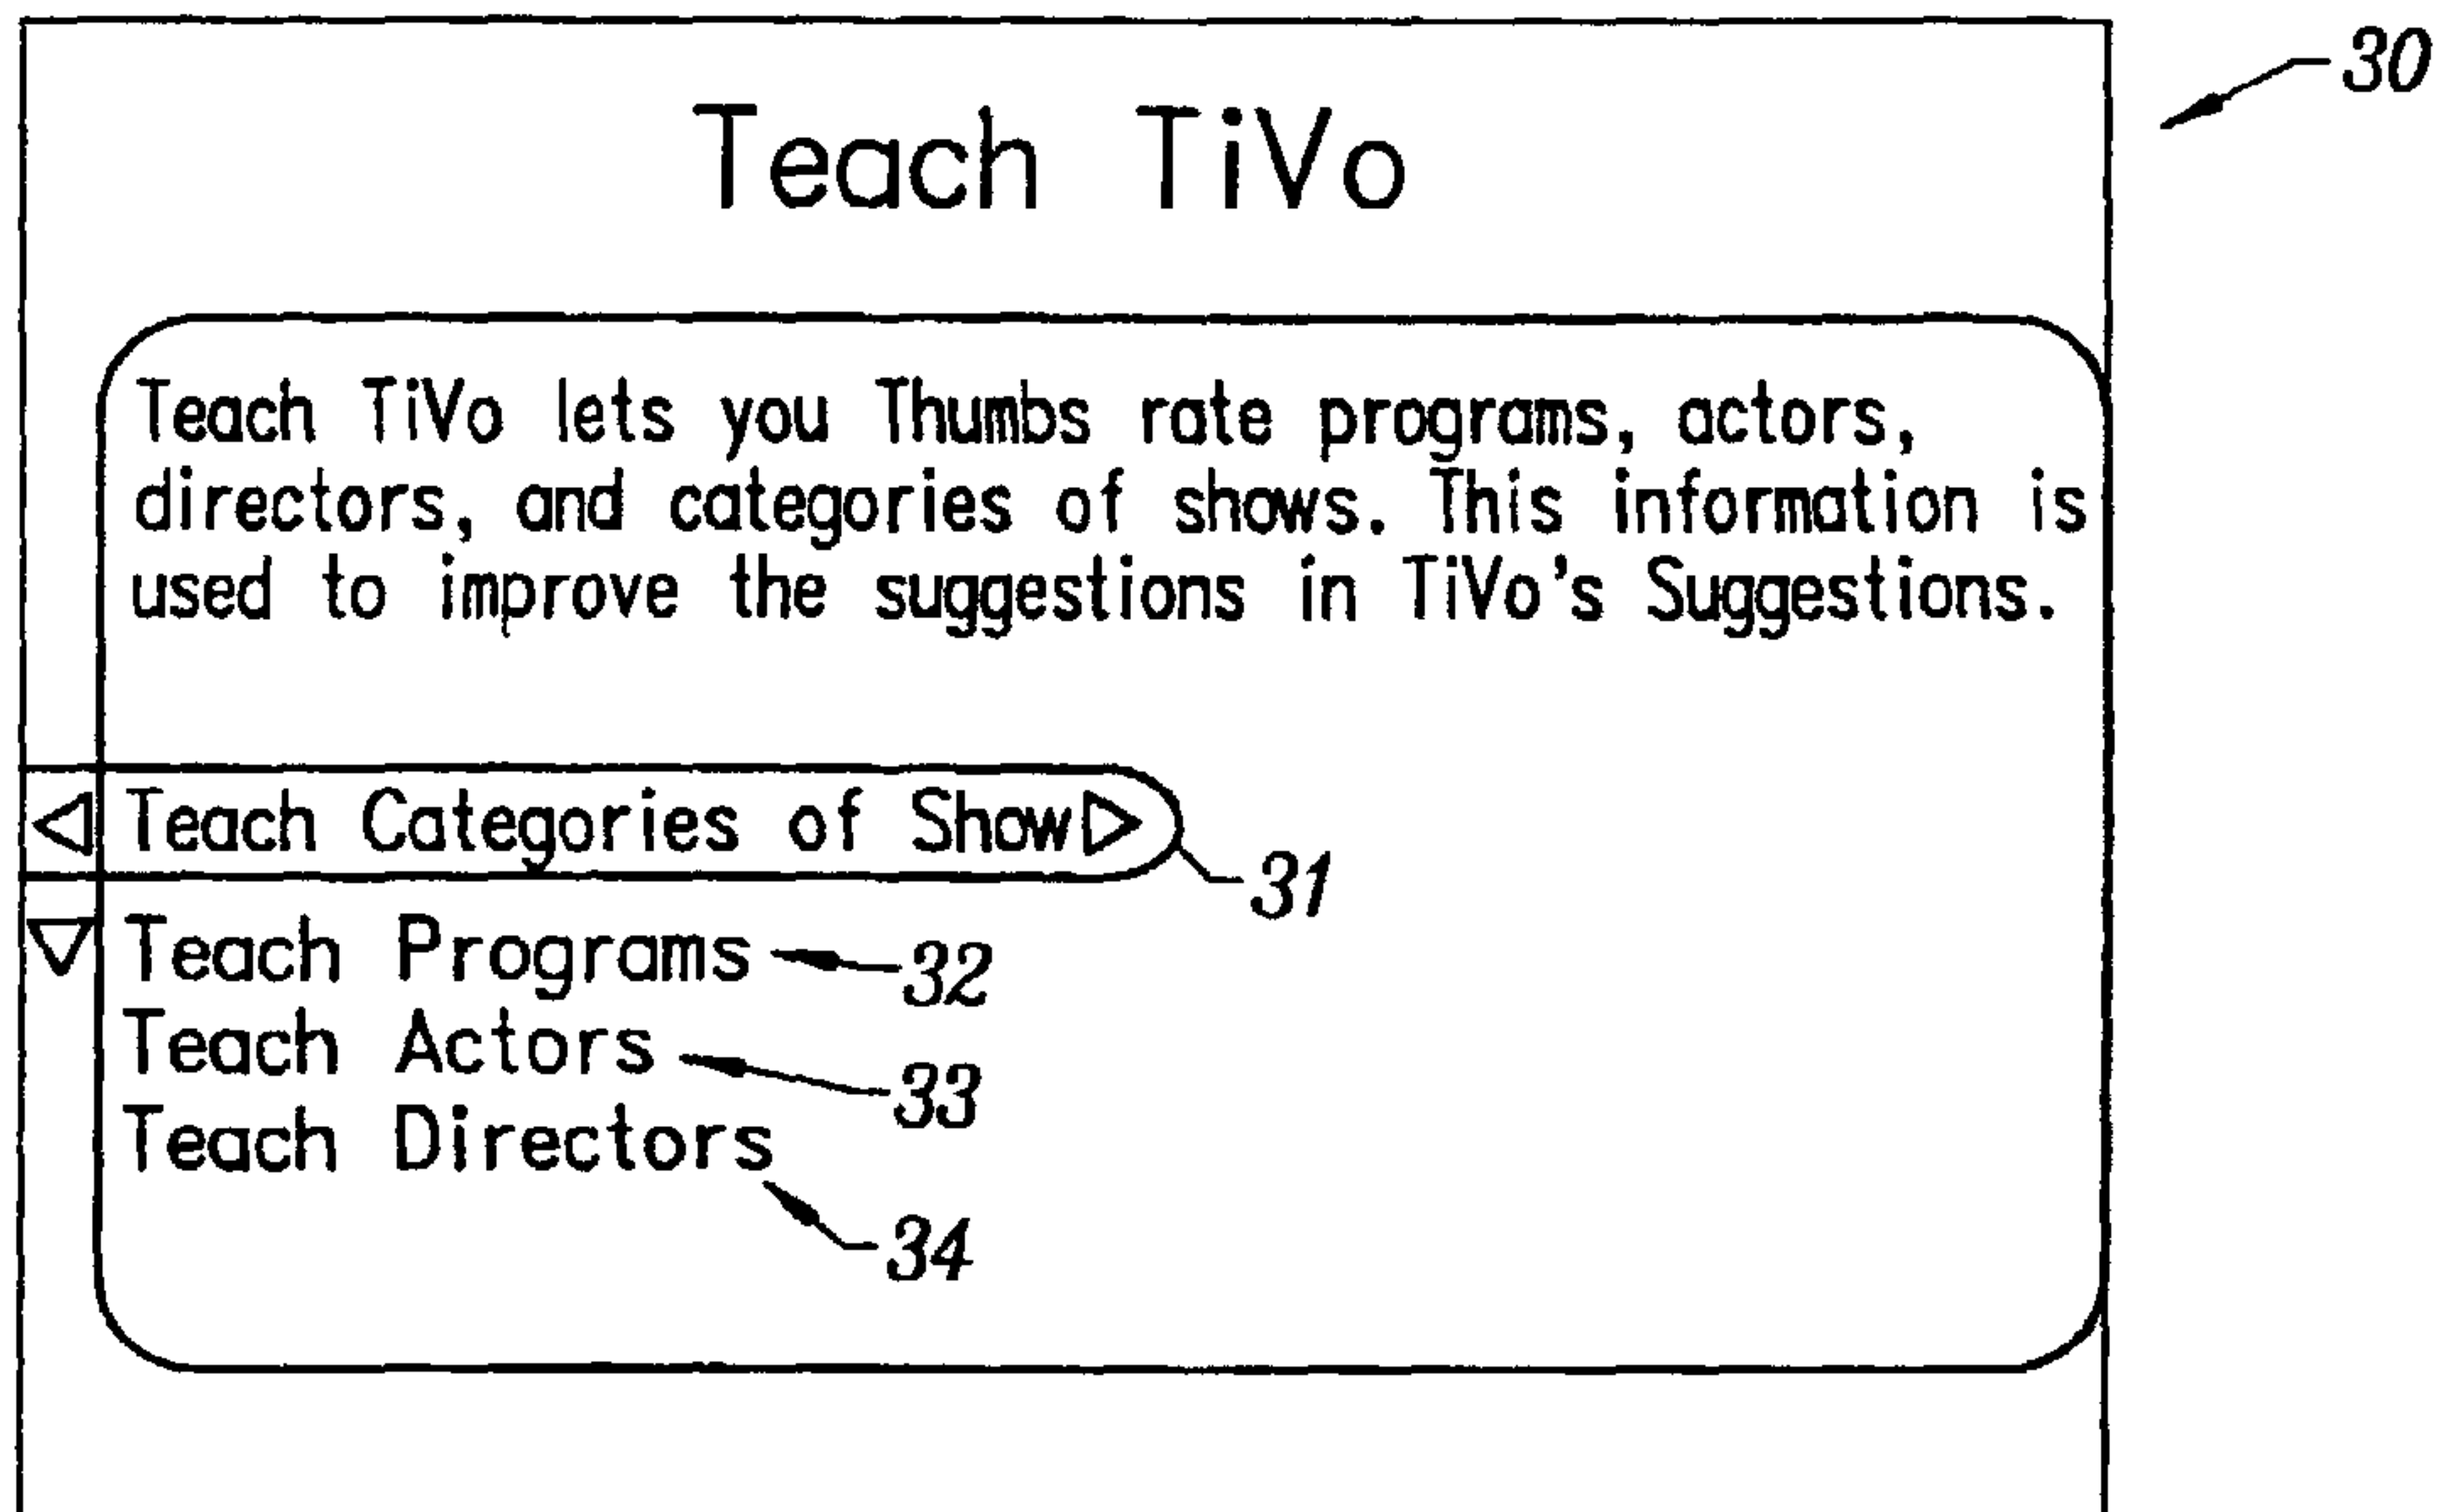 30
Teach TiVo
Teach TiVo lets you Thumbs rate programs, actors,
directors, and categories of shows. This information is
used to improve the suggestions in TiVo's Suggestions.
Teach Categories of Show
31
Teach Programs 32
Teach Actors 33
Teach Directors
34